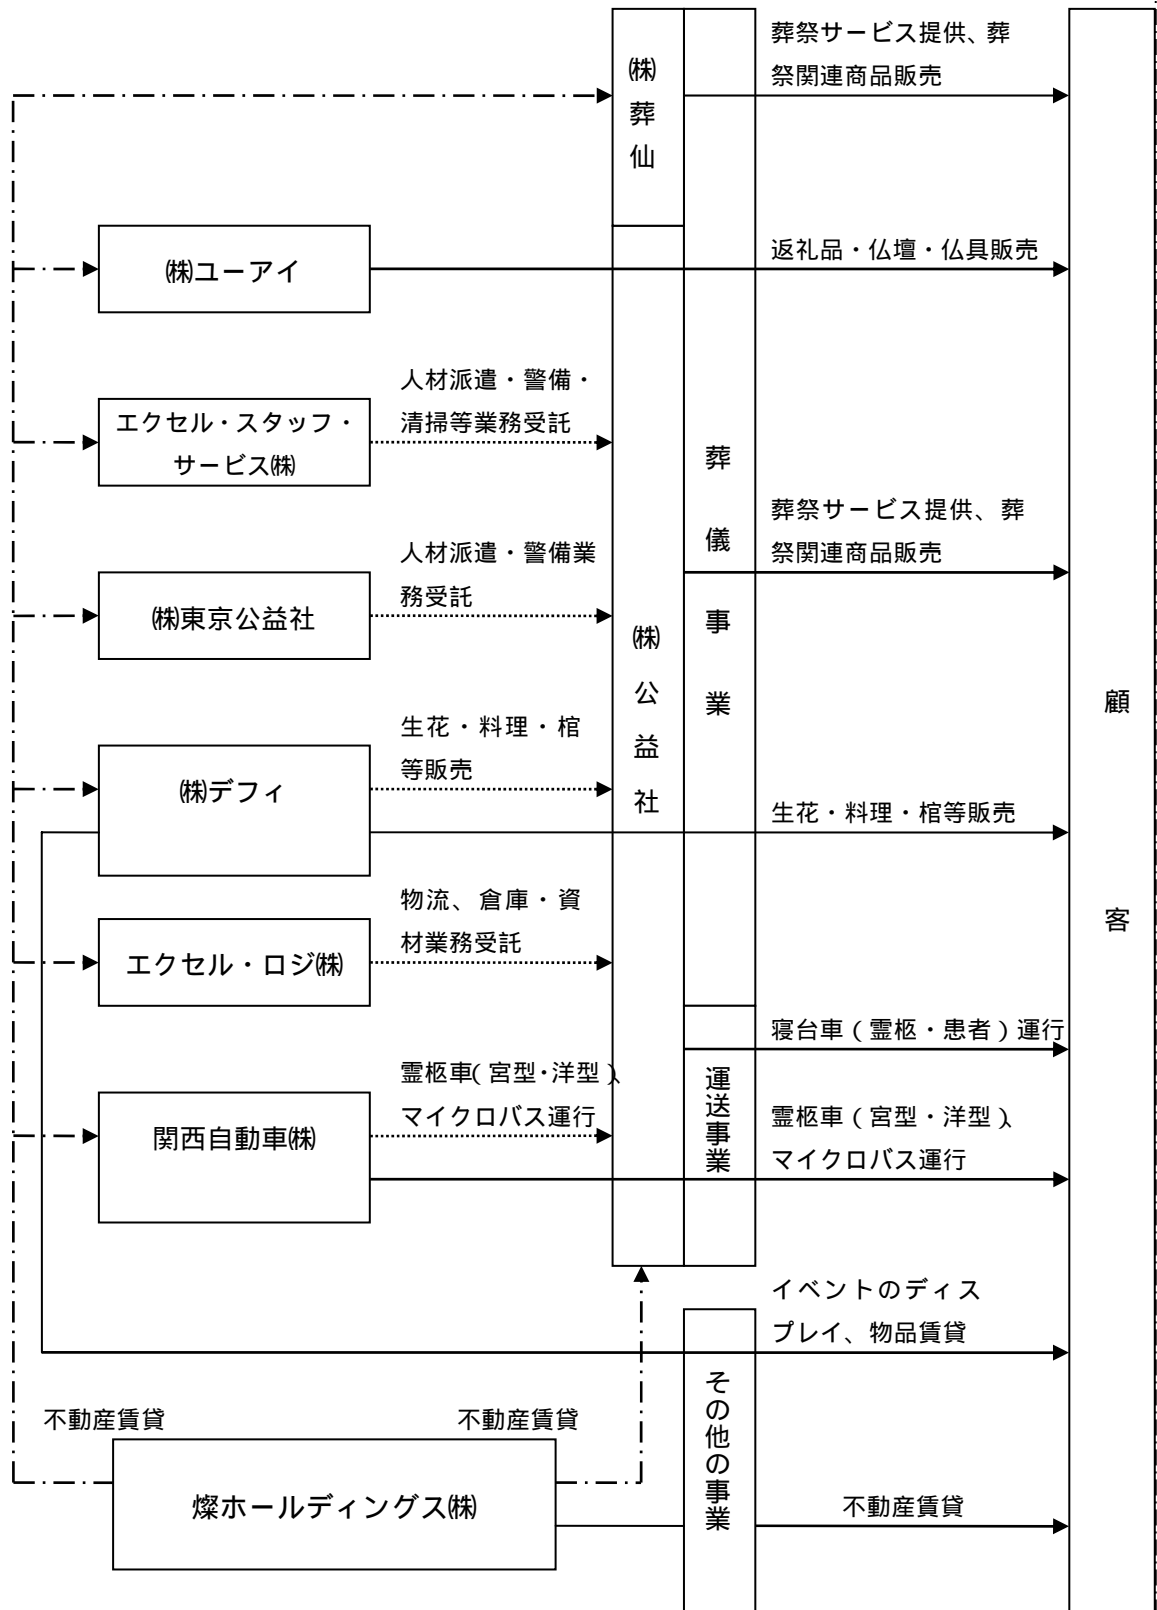 葬祭サービス提供、葬
祭関連商品販売
㈱葬仙
返礼品・仏壇・仏具販売
㈱ユーアイ
人材派遣・警備・
清掃等業務受託
エクセル・スタッフ・
サービス㈱
葬儀事業
葬祭サービス提供、葬
祭関連商品販売
人材派遣・警備業
務受託
㈱東京公益社
㈱公益社
顧客
生花・料理・棺
等販売
㈱デフィ
生花・料理・棺等販売
物流、倉庫・資
材業務受託
エクセル・ロジ㈱
寝台車（霊柩・患者）運行
霊柩車（宮型・洋型）、
マイクロバス運行
関西自動車㈱
運送事業
霊柩車（宮型・洋型）、
マイクロバス運行
イベントのディス
プレイ、物品賃貸
その他の事業
不動産賃貸
不動産賃貸
燦ホールディングス㈱
不動産賃貸